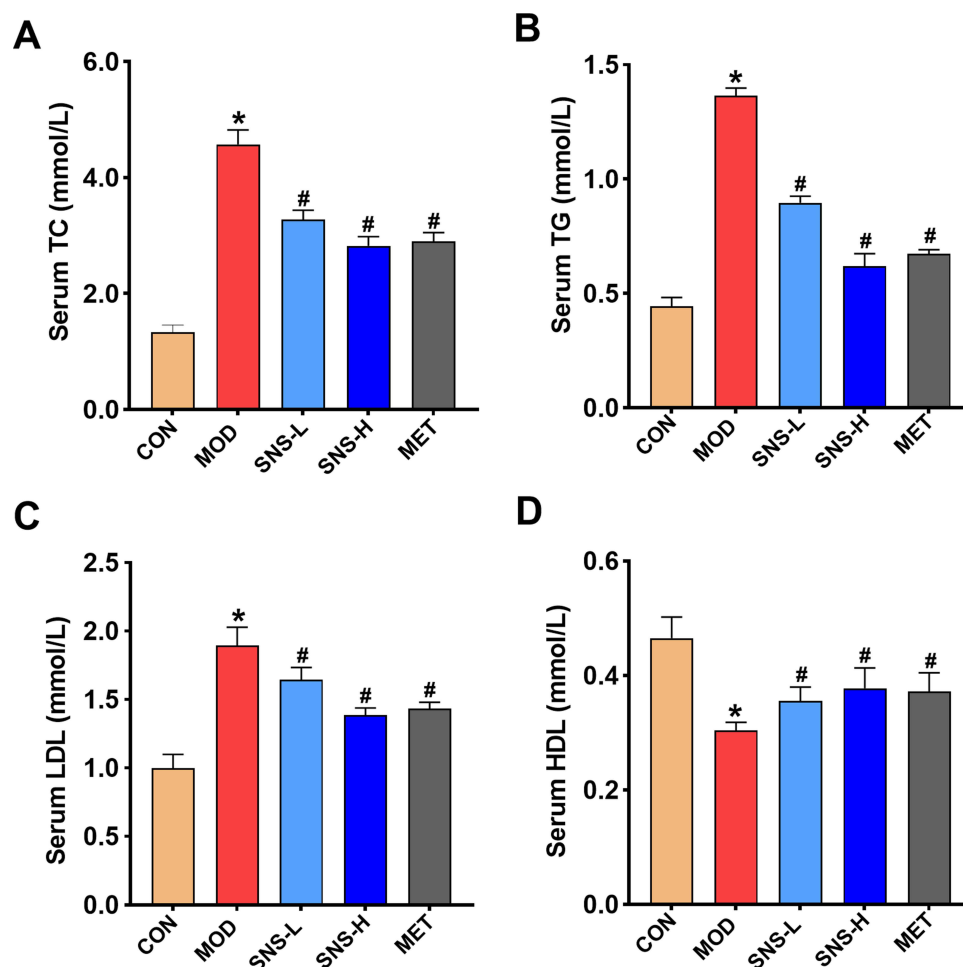 A
Serum TC (mmol/L)
6.0
4.0
2.0
0.0
*
#
#
#
CON
MOD
SNS-L
SNS-H
MET
B
Serum TG (mmol/L)
1.5
1.0
0.5
0.0
*
#
#
#
CON
MOD
SNS-L
SNS-H
MET
C
Serum LDL (mmol/L)
2.5
2.0
1.5
1.0
0.5
0.0
*
#
#
#
CON
MOD
SNS-L
SNS-H
MET
D
Serum HDL (mmol/L)
0.6
0.4
0.2
0.0
*
#
#
#
CON
MOD
SNS-L
SNS-H
MET